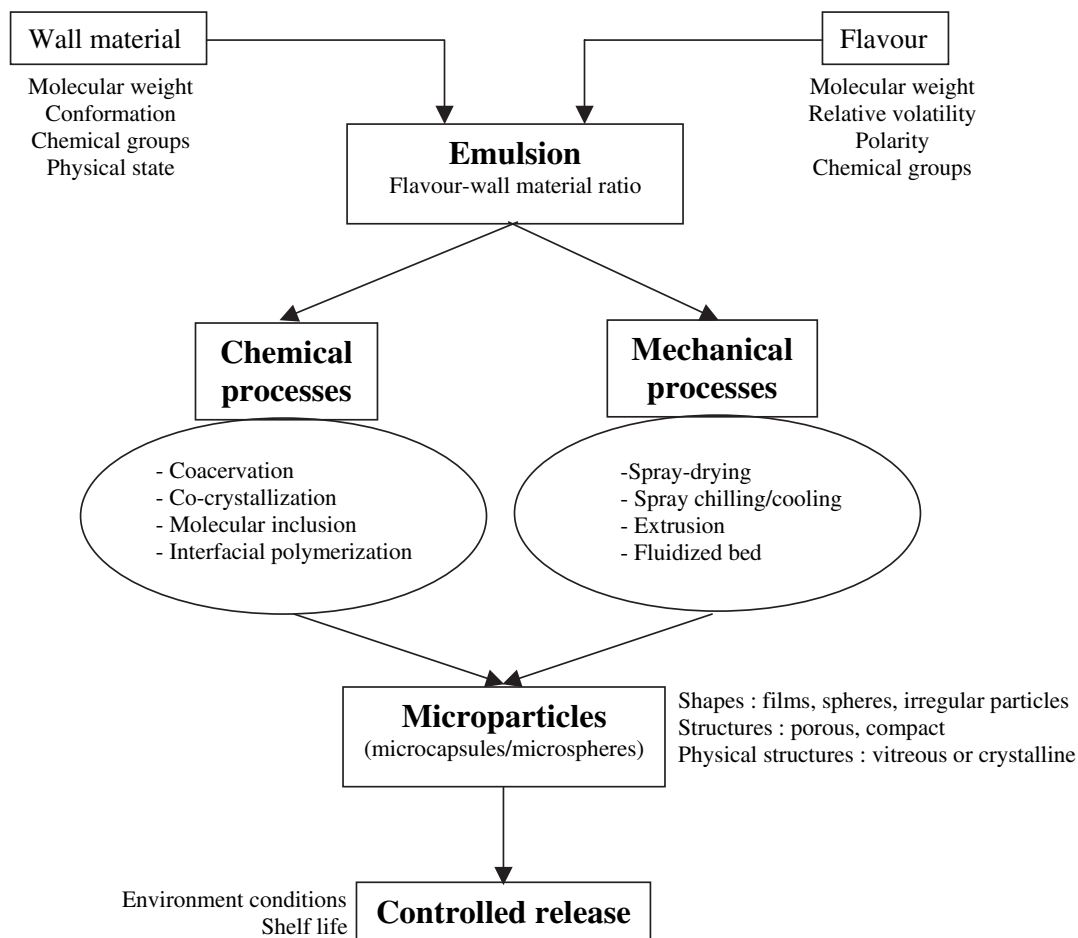 Wall material
Flavour
Molecular weight
Conformation
Chemical groups
Physical state
Molecular weight
Relative volatility
Polarity
Chemical groups
Emulsion
Flavour-wall material ratio
Chemical
processes
Mechanical
processes
- Coacervation
- Co-crystallization
- Molecular inclusion
- Interfacial polymerization
-Spray-drying
- Spray chilling/cooling
- Extrusion
- Fluidized bed
Microparticles
(microcapsules/microspheres)
Shapes : films, spheres, irregular particles
Structures : porous, compact
Physical structures : vitreous or crystalline
Environment conditions
Shelf life
Controlled release